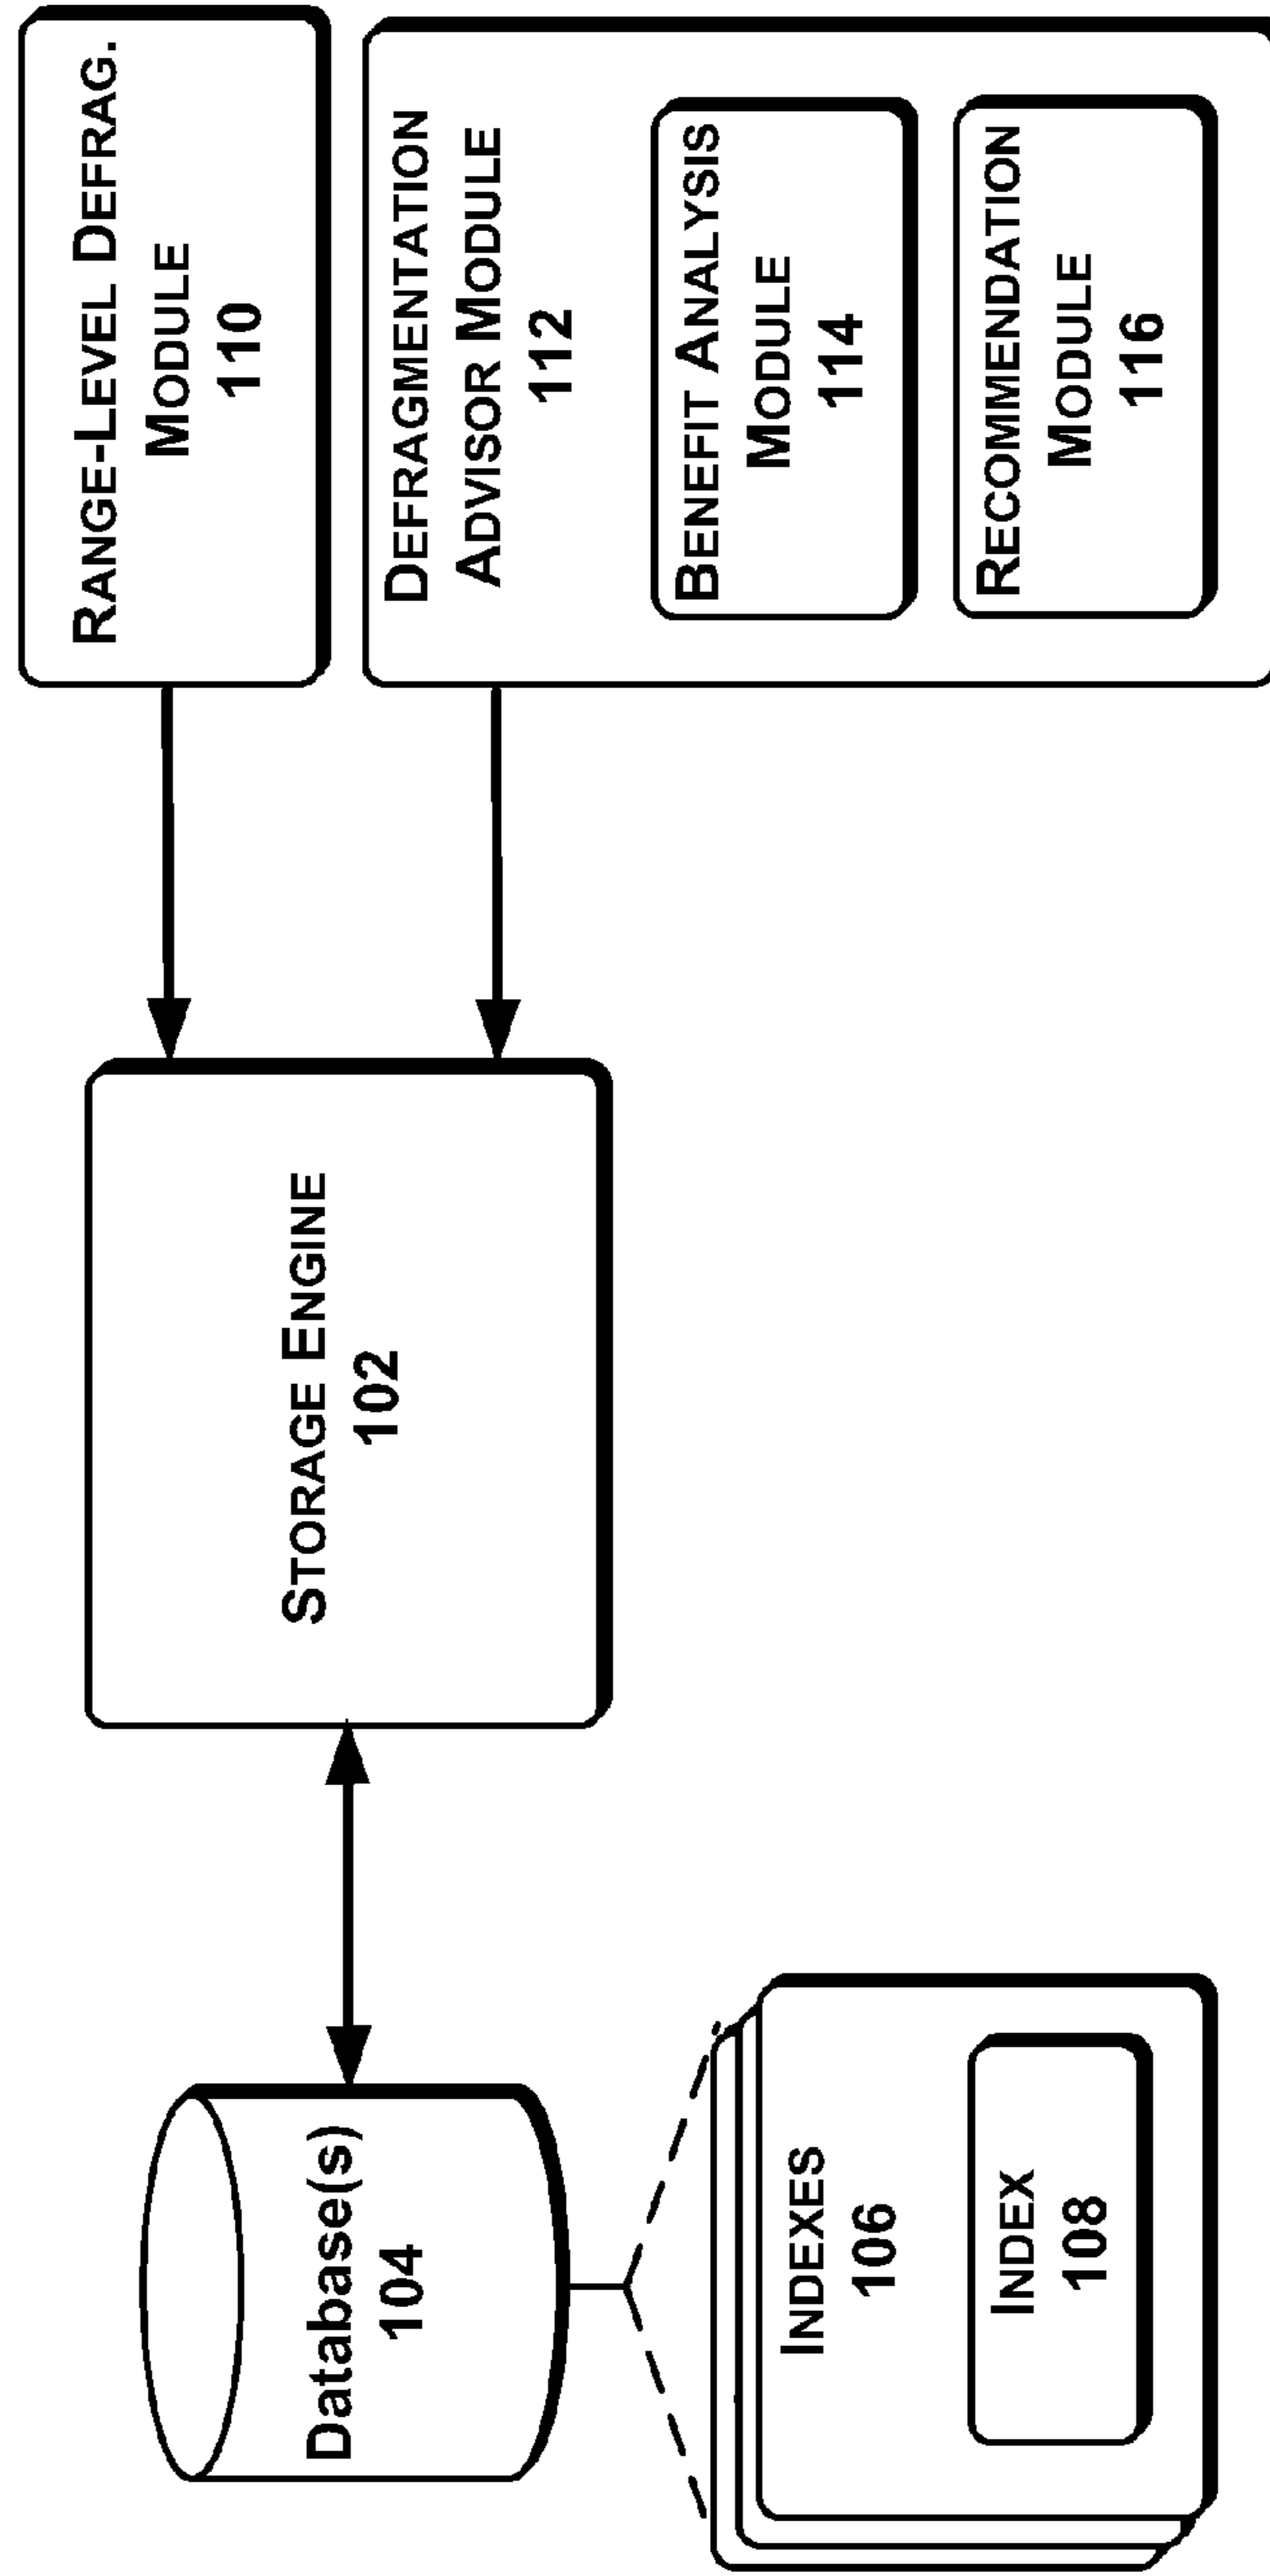 Database(s)
104
INDEXES
106
INDEX
108
STORAGE ENGINE
102
RANGE-LEVEL DEFRAG.
MODULE
110
DEFRAGMENTATION
ADVISOR MODULE
112
BENEFIT ANALYSIS
MODULE
114
RECOMMENDATION
MODULE
116